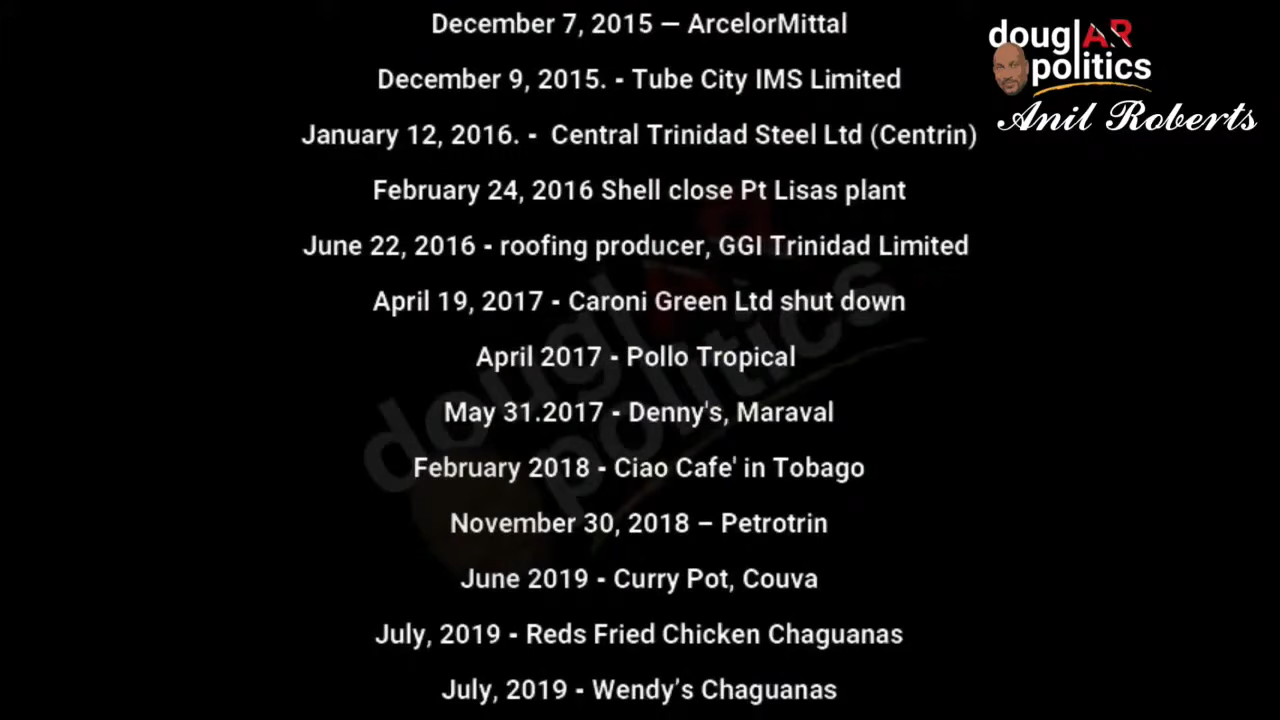 December 7, 2015 — ArcelorMittal
December 9, 2015. - Tube City IMS Limited
January 12, 2016. - Central Trinidad Steel Ltd (Centrin)
February 24, 2016 Shell close Pt Lisas plant
June 22, 2016 - roofing producer, GGI Trinidad Limited
April 19, 2017 - Caroni Green Ltd shut down
April 2017 - Pollo Tropical
May 31.2017 - Denny's, Maraval
February 2018 - Ciao Cafe' in Tobago
November 30, 2018 – Petrotrin
June 2019 - Curry Pot, Couva
July, 2019 - Reds Fried Chicken Chaguanas
July, 2019 - Wendy’s Chaguanas
douglAR
politics
Anil Roberts
douglAR
politics